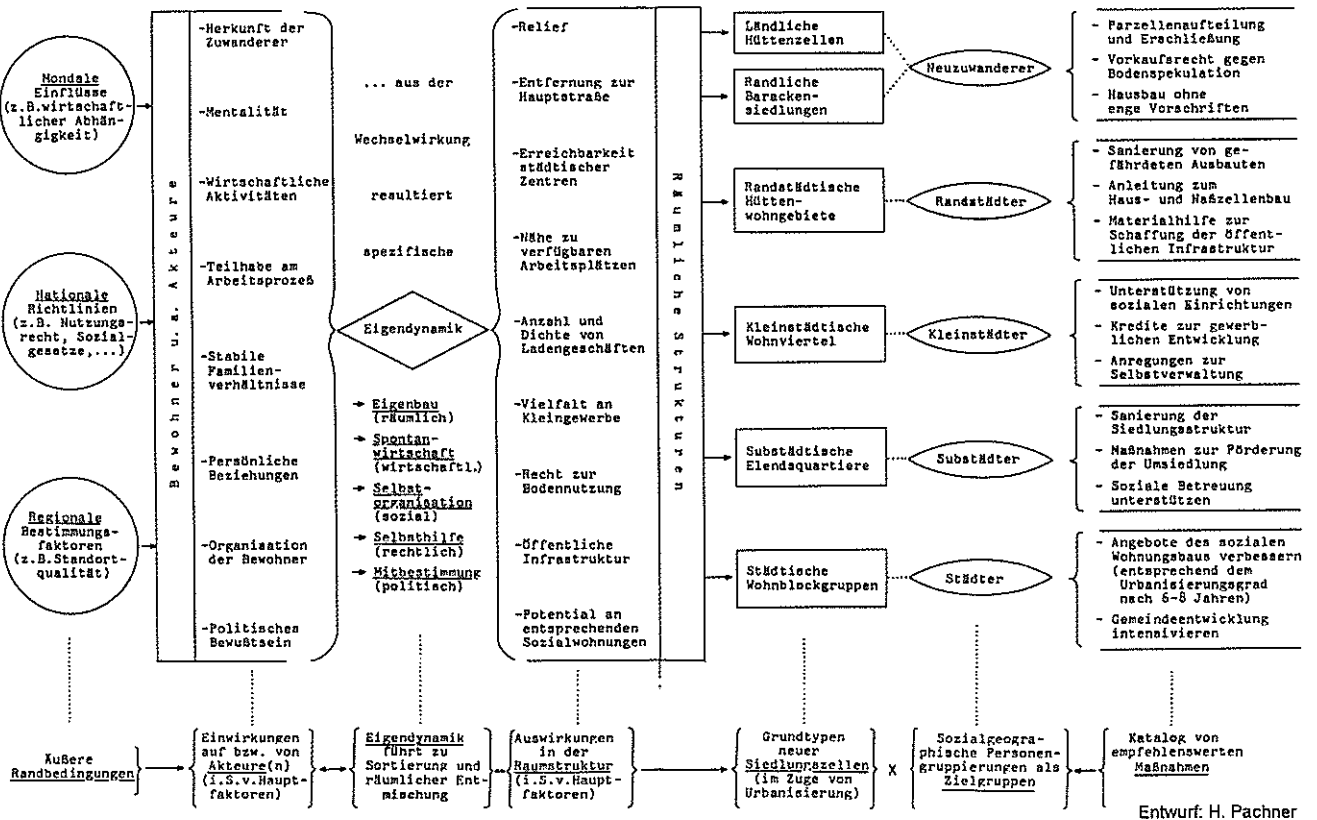 Mondale
Einflüsse
(z.B.wirtschaft-
licher Abhän-
gigkeit)
Nationale
Richtlinien
(z.B. Nutzungs-
recht, Sozial-
gesetze,...)
Regionale
Bestimmungs-
faktoren
(z.B.Standort-
qualität)
Bewohner u.a. Akteure
-Herkunft der
Zuwanderer
-Mentalität
-Wirtschaftliche
Aktivitäten
-Teilhabe am
Arbeitsprozeß
-Stabile
Familien-
verhältnisse
-Persönliche
Beziehungen
-Organisation
der Bewohner
-Politisches
Bewußtsein
... aus der
Wechselwirkung
resultiert
spezifische
Eigendynamik
Eigenbau
(räumlich)
Spontan-
wirtschaft
(wirtschaftl.)
Selbst-
organisation
(sozial)
Selbsthilfe
(rechtlich)
Mitbestimmung
(politisch)
-Relief
-Entfernung zur
Hauptstraße
-Erreichbarkeit
städtischer
Zentren
-Nähe zu
verfügbaren
Arbeitsplätzen
-Anzahl und
Dichte von
Ladengeschäften
-Vielfalt an
Kleingewerbe
-Recht zur
Bodennutzung
-Öffentliche
Infrastruktur
-Potential an
entsprechenden
Sozialwohnungen
Räumliche Strukturen
Ländliche
Hüttenzellen
Randliche
Baracken-
siedlungen
Randstädtische
Hütten-
wohngebiete
Kleinstädtische
Wohnviertel
Substädtische
Elendsquartiere
Städtische
Wohnblockgruppen
Neuzuwanderer
Randstädter
Kleinstädter
Substädter
Städter
- Parzellenaufteilung
und Erschließung
- Vorkaufsrecht gegen
Bodenspekulation
- Hausbau ohne
enge Vorschriften
- Sanierung von ge-
fährdeten Ausbauten
- Anleitung zum
Haus- und Naßzellenbau
- Materialhilfe zur
Schaffung der öffent-
lichen Infrastruktur
- Unterstützung von
sozialen Einrichtungen
- Kredite zur gewerb-
lichen Entwicklung
- Anregungen zur
Selbstverwaltung
- Sanierung der
Siedlungsstruktur
- Maßnahmen zur Förderung
der Umsiedlung
- Soziale Betreuung
unterstützen
- Angebote des sozialen
Wohnungsbaus verbessern
(entsprechend dem
Urbanisierungsgrad
nach 6-8 Jahren)
- Gemeindeentwicklung
intensivieren
Äußere
Randbedingungen
Einwirkungen
auf bzw. von
Akteure(n)
(i.S.v.Haupt-
faktoren)
Eigendynamik
führt zu
Sortierung und
räumlicher Ent-
mischung
Auswirkungen
in der
Raumstruktur
(i.S.v.Haupt-
faktoren)
Grundtypen
neuer
Siedlungszellen
(im Zuge von
Urbanisierung)
X
Sozialgeogra-
phische Personen-
gruppierungen als
Zielgruppen
Katalog von
empfehlenswerten
Maßnahmen
Entwurf: H. Pachner